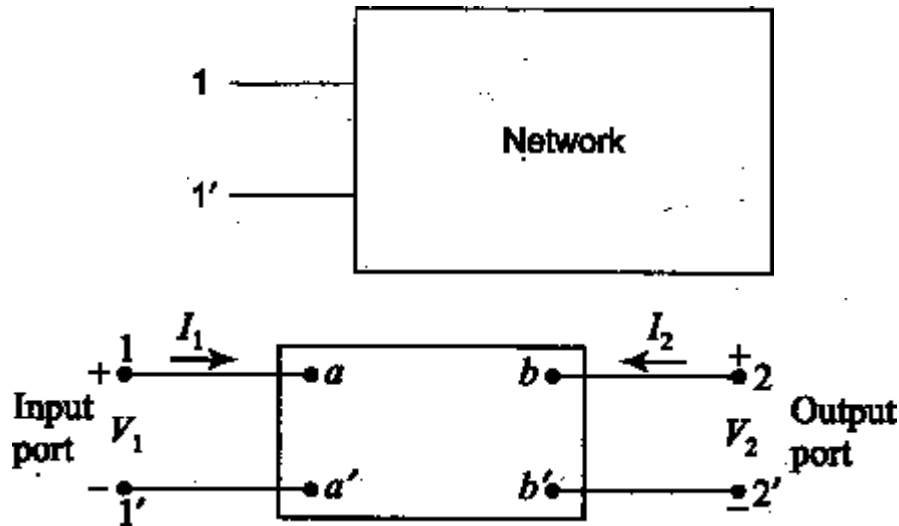 1
Network
1′
I₁ I₂
1 + 2
+ a b
Input port V₁ V₂ Output port
– a′ b′ 2′
1′ –